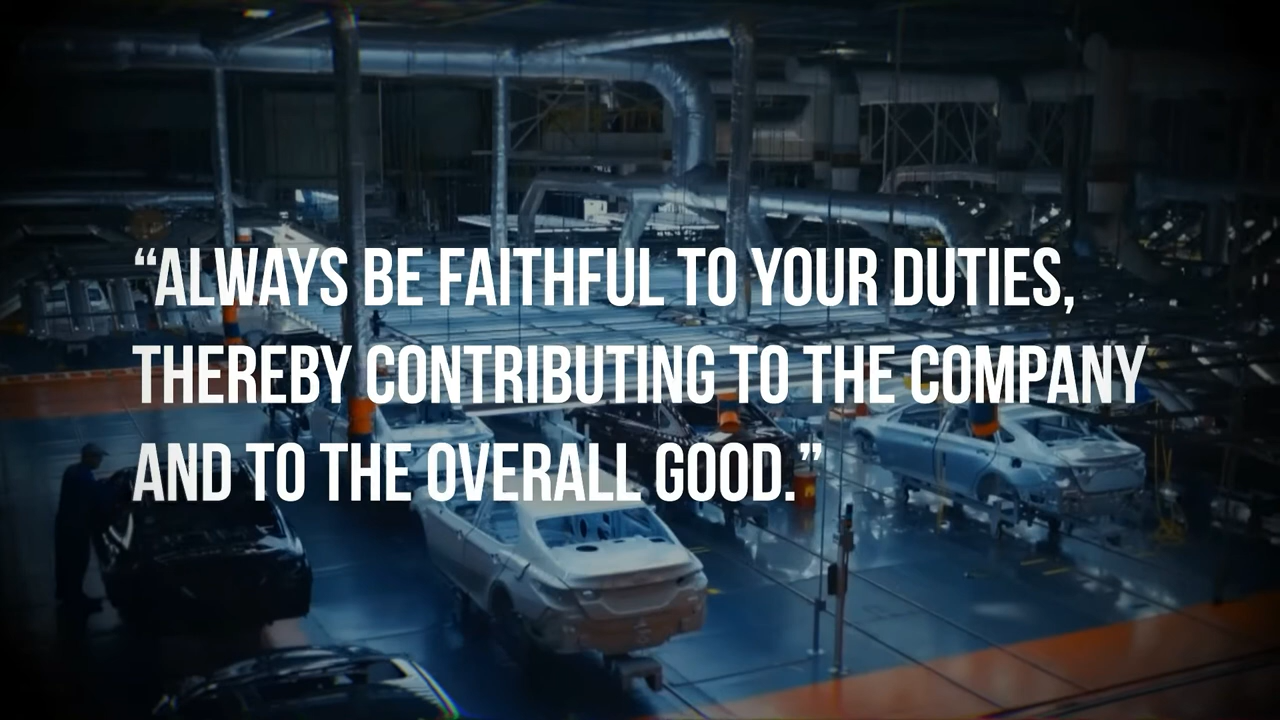 “ALWAYS BE FAITHFUL TO YOUR DUTIES,
THEREBY CONTRIBUTING TO THE COMPANY
AND TO THE OVERALL GOOD.”